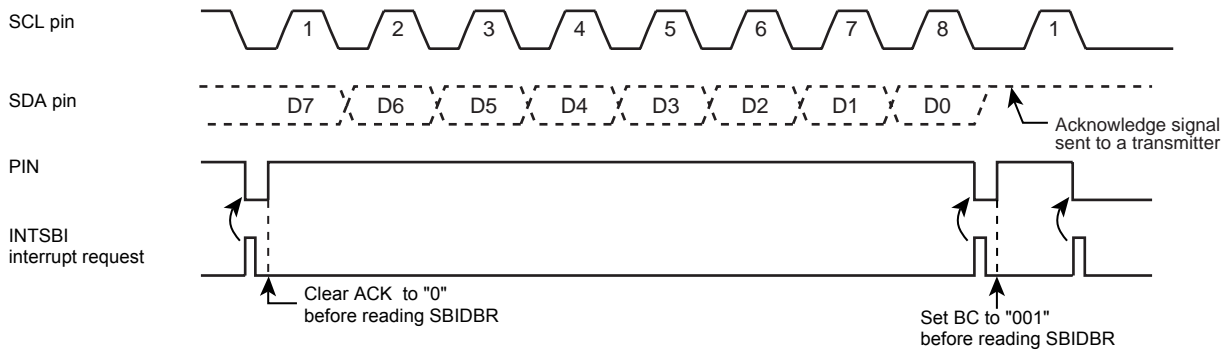 SCL pin
1 2 3 4 5 6 7 8 1
SDA pin
D7 D6 D5 D4 D3 D2 D1 D0
Acknowledge signal
sent to a transmitter
PIN
INTSBI
interrupt request
Clear ACK to "0"
before reading SBIDBR
Set BC to "001"
before reading SBIDBR